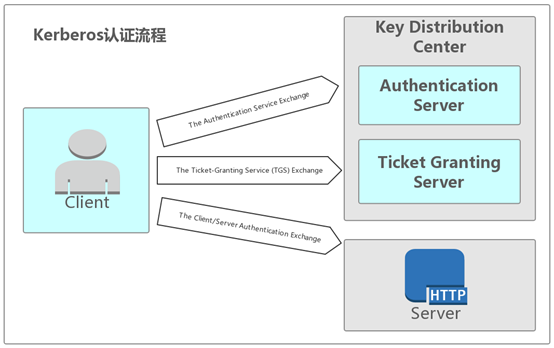 Kerberos认证流程
Key Distribution
Center
Authentication
Server
Ticket Granting
Server
The Authentication Service Exchange
The Ticket-Granting Service (TGS) Exchange
The Client/Server Authentication Exchange
Client
HTTP
Server